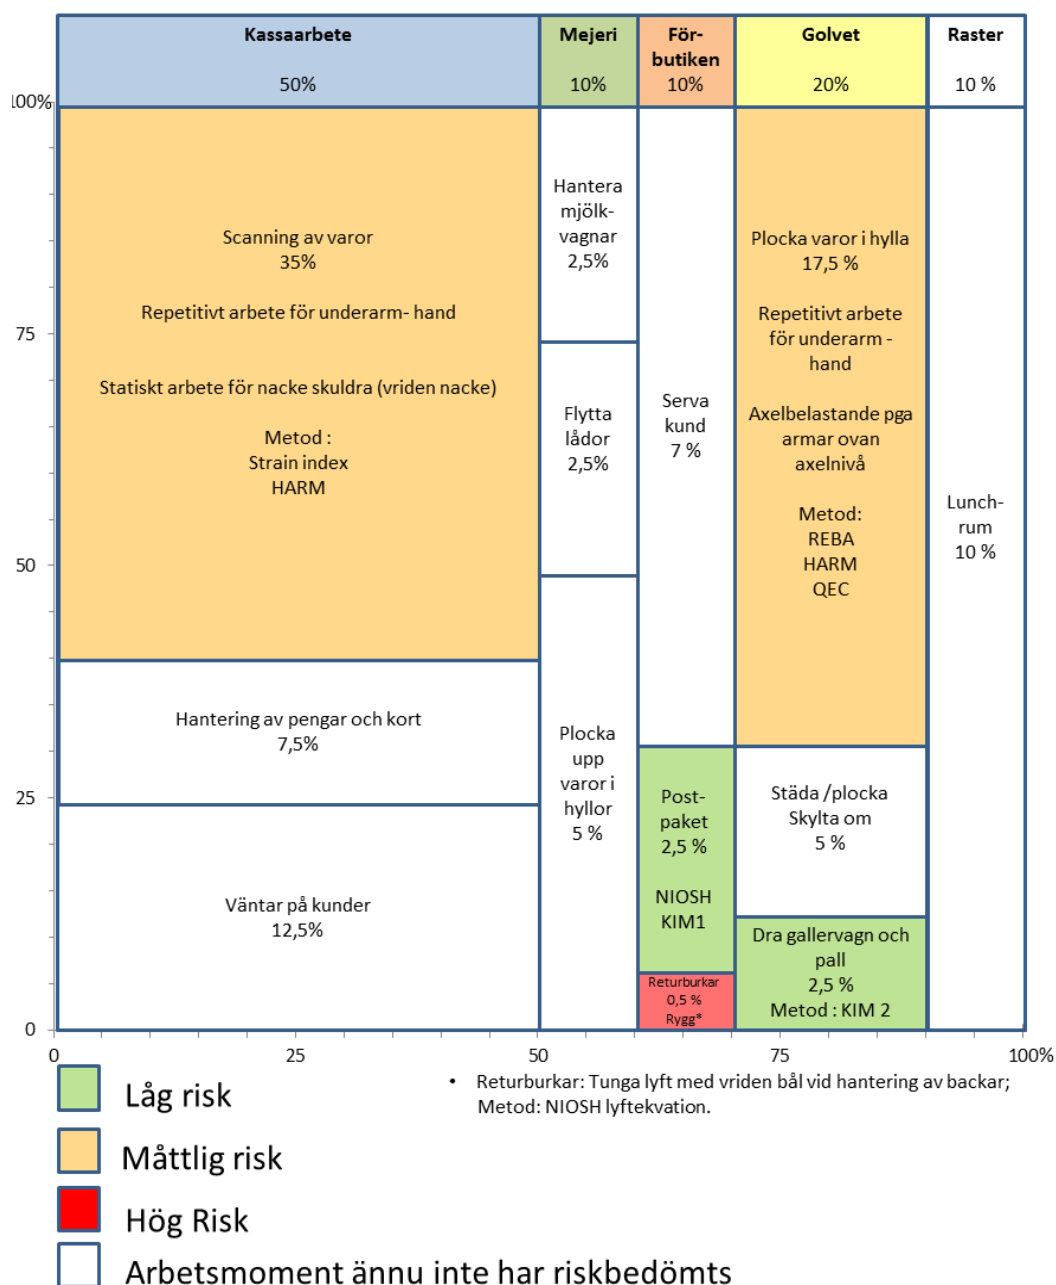 Kassaarbete
50%
Mejeri
10%
För-
butiken
10%
Golvet
20%
Raster
10 %
100%
75
50
25
0
Scanning av varor
35%
Repetitivt arbete för underarm- hand
Statiskt arbete för nacke skuldra (vriden nacke)
Metod :
Strain index
HARM
Hantering av pengar och kort
7,5%
Väntar på kunder
12,5%
Hantera
mjölk-
vagnar
2,5%
Flytta
lådor
2,5%
Plocka
upp
varor i
hyllor
5 %
Serva
kund
7 %
Post-
paket
2,5 %
NIOSH
KIM1
Returburkar
0,5 %
Rygg*
Plocka varor i hylla
17,5 %
Repetitivt arbete
för underarm -
hand
Axelbelastande pga
armar ovan
axelnivå
Metod:
REBA
HARM
QEC
Städa /plocka
Skylta om
5 %
Dra gallervagn och
pall
2,5 %
Metod : KIM 2
Lunch-
rum
10 %
0
25
50
75
100%
• Returburkar: Tunga lyft med vriden bål vid hantering av backar;
Metod: NIOSH lyftekvation.
Låg risk
Måttlig risk
Hög Risk
Arbetsmoment ännu inte har riskbedömts